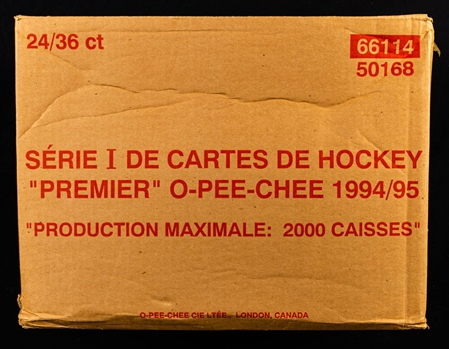 24/36 ct
66114
50168
SÉRIE I DE CARTES DE HOCKEY
"PREMIER" O-PEE-CHEE 1994/95
"PRODUCTION MAXIMALE: 2000 CAISSES"
O-PEE-CHEE CIE LTÉE., LONDON, CANADA